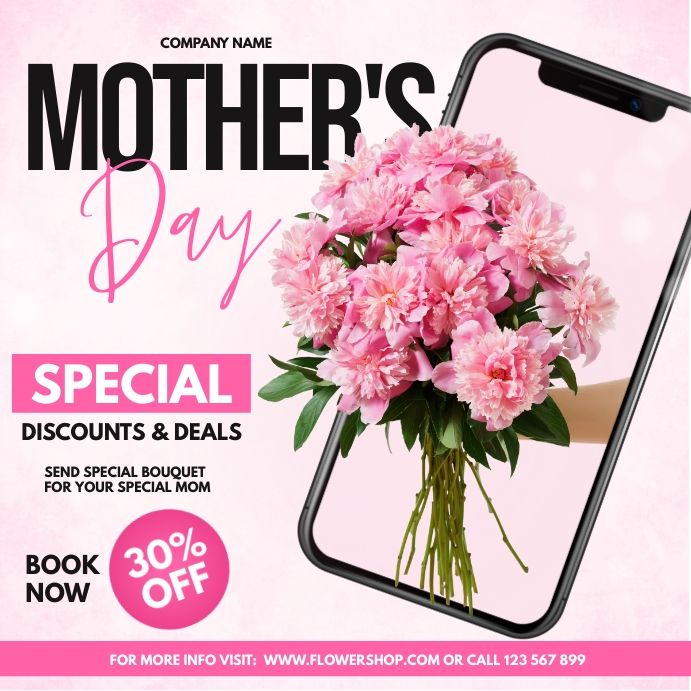 COMPANY NAME
MOTHER'S
Day
SPECIAL
DISCOUNTS & DEALS
SEND SPECIAL BOUQUET
FOR YOUR SPECIAL MOM
BOOK
NOW
30%
OFF
FOR MORE INFO VISIT: WWW.FLOWERSHOP.COM OR CALL 123 567 899